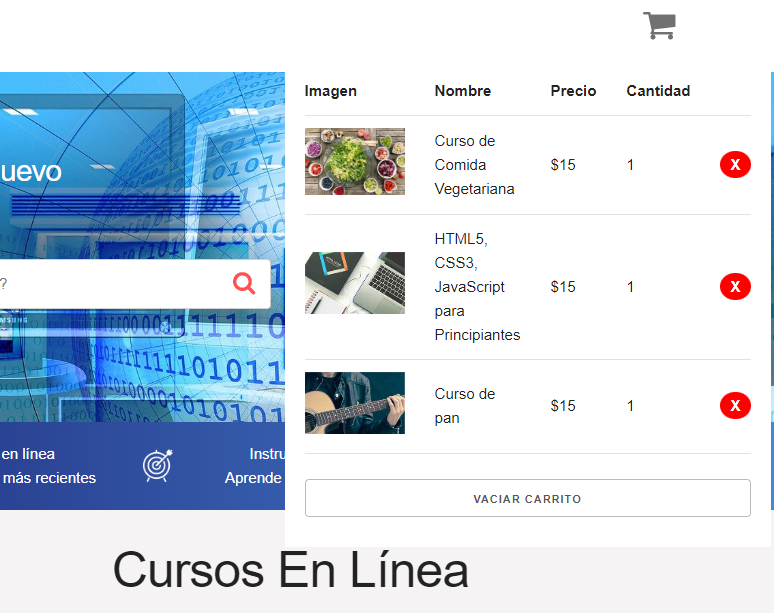 Imagen Nombre Precio Cantidad
uevo
Curso de
Comida
Vegetariana
$15 1 X
?
HTML5,
CSS3,
JavaScript
para
Principiantes
$15 1 X
Curso de
pan
$15 1 X
en línea
más recientes
Instru
Aprende
VACIAR CARRITO
Cursos En Línea